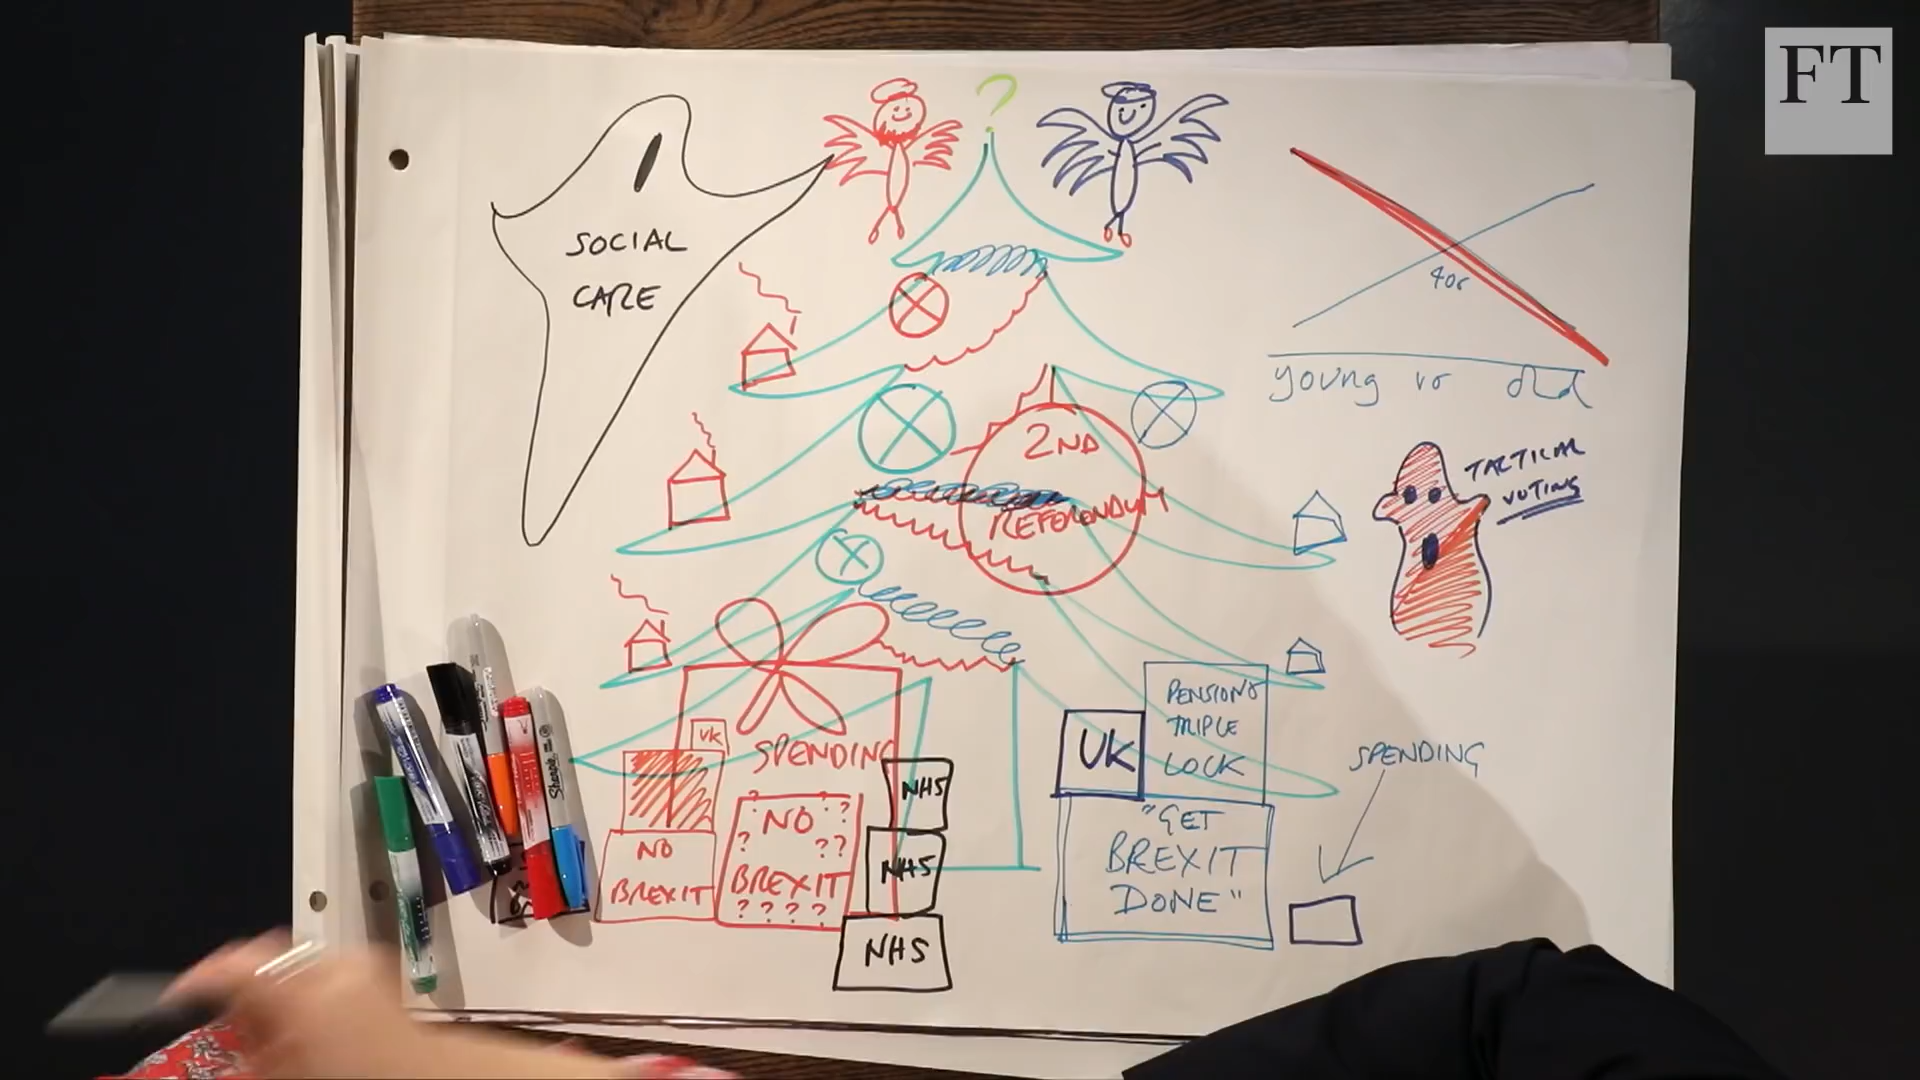 FT
?
SOCIAL
CARE
40s
young vs old
2ND
REFERENDUM
TACTICAL
VOTING
UK
SPENDING
NO
BREXIT
? ? ?
NO
? ??
BREXIT
? ? ? ?
NHS
NHS
NHS
UK
PENSIONS
TRIPLE
LOCK
"GET
BREXIT
DONE"
SPENDING
Sharpie